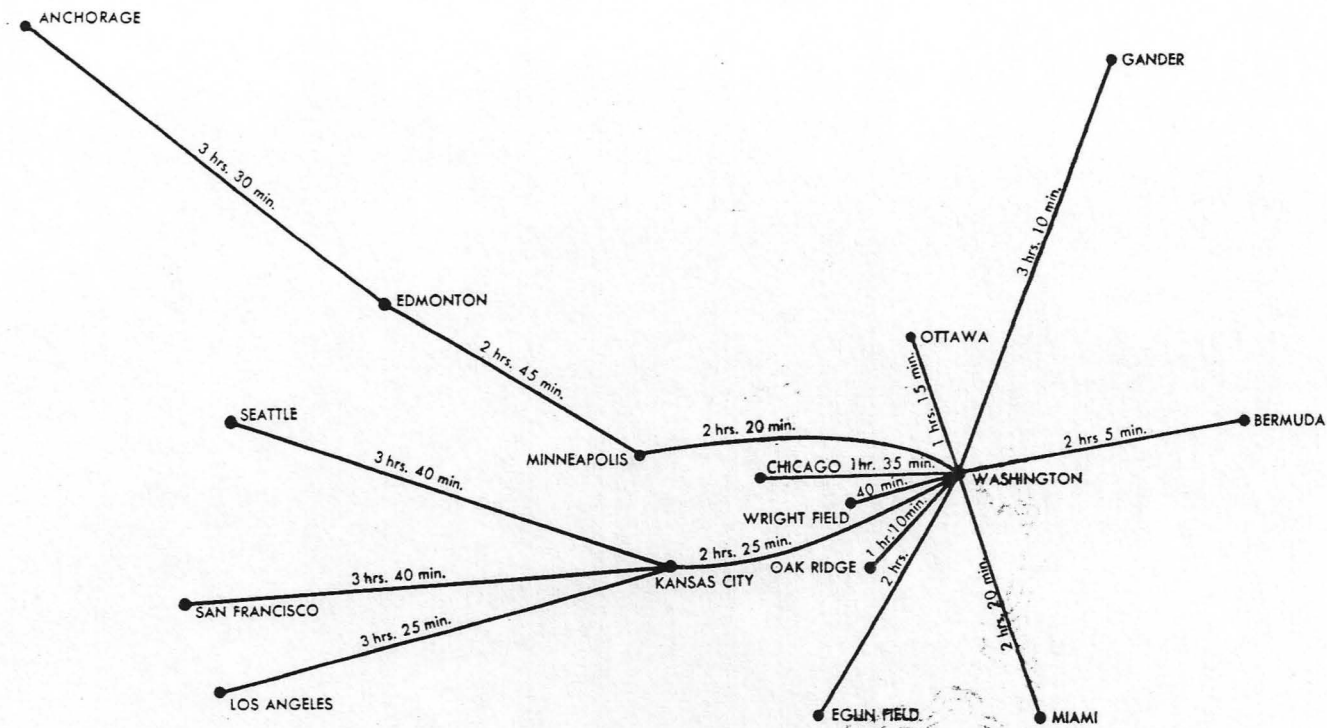 ANCHORAGE
GANDER
3 hrs. 30 min.
3 hrs. 10 min.
EDMONTON
OTTAWA
2 hrs. 45 min.
1 hrs. 15 min.
SEATTLE
BERMUDA
2 hrs. 20 min.
2 hrs 5 min.
MINNEAPOLIS
3 hrs. 40 min.
CHICAGO
1hr. 35 min.
WASHINGTON
40 min.
WRIGHT FIELD
1 hr. 10min.
2 hrs. 25 min.
OAK RIDGE
2 hrs.
KANSAS CITY
3 hrs. 40 min.
SAN FRANCISCO
2 hrs. 20 min.
3 hrs. 25 min.
LOS ANGELES
EGLIN FIELD
MIAMI